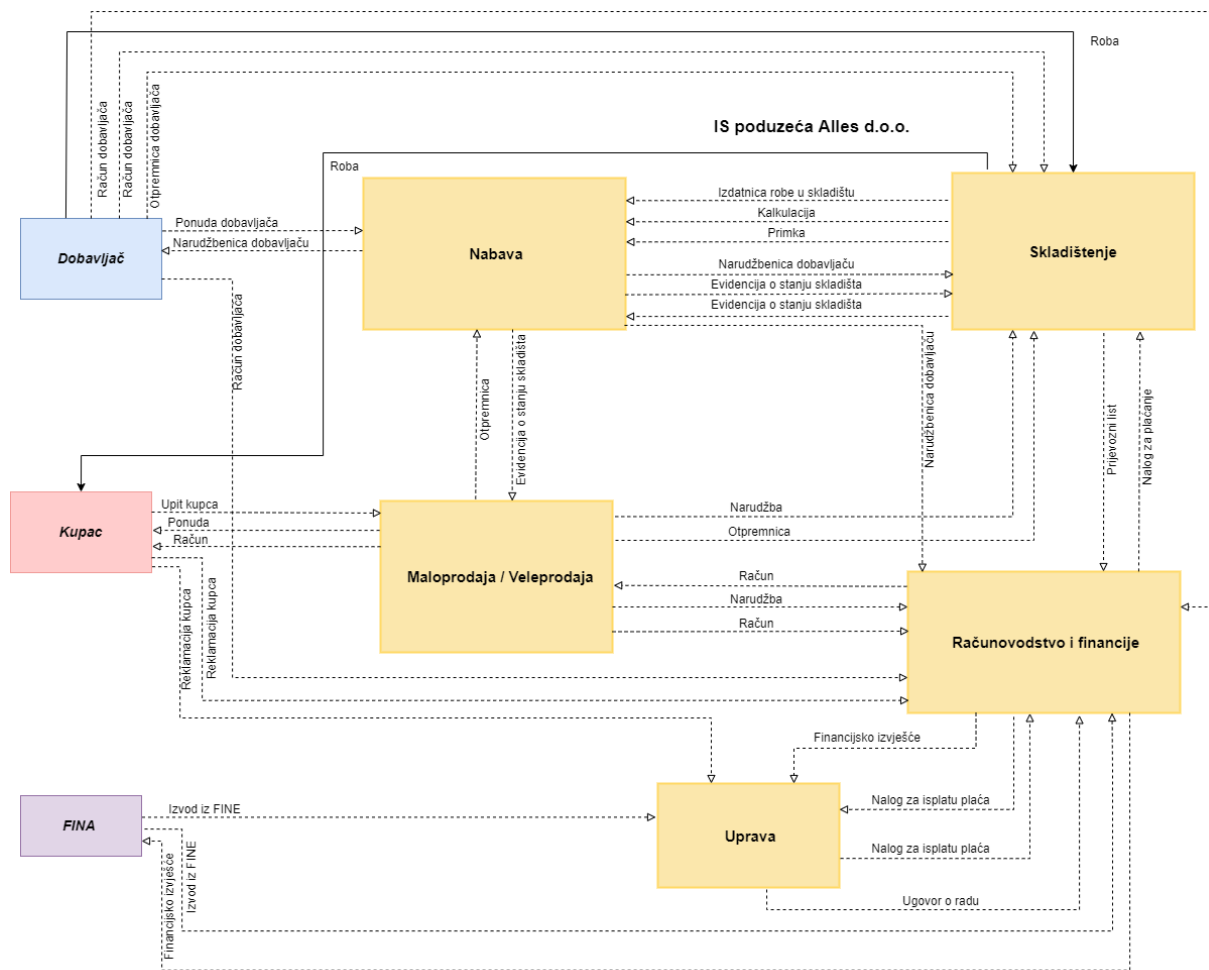 Roba
Račun dobavljača
Račun dobavljača
Otpremnica dobavljača
IS poduzeća Alles d.o.o.
Roba
Izdatnica robe u skladištu
Kalkulacija
Primka
Ponuda dobavljača
Narudžbenica dobavljaču
Dobavljač
Nabava
Skladištenje
Narudžbenica dobavljaču
Evidencija o stanju skladišta
Evidencija o stanju skladišta
Račun dobavljača
Otpremnica
Evidencija o stanju skladišta
Narudžbenica dobavljaču
Prijevozni list
Nalog za plaćanje
Upit kupca
Ponuda
Račun
Kupac
Narudžba
Otpremnica
Maloprodaja / Veleprodaja
Račun
Narudžba
Račun
Računovodstvo i financije
Reklamacija kupca
Reklamacija kupca
Financijsko izvješće
Izvod iz FINE
FINA
Nalog za isplatu plaća
Uprava
Nalog za isplatu plaća
Ugovor o radu
Financijsko izvješće
Izvod iz FINE